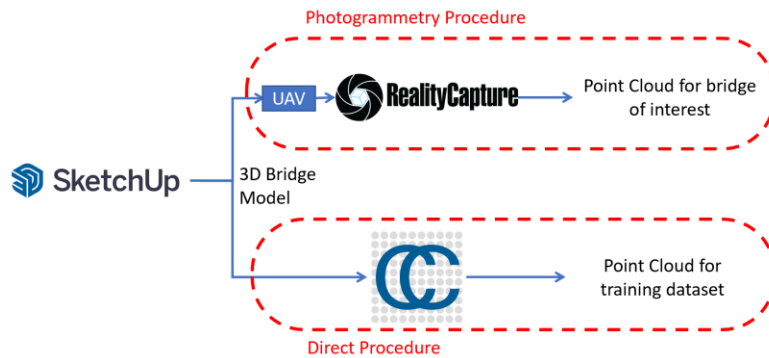 Photogrammetry Procedure
UAV
RealityCapture
Point Cloud for bridge
of interest
SketchUp
3D Bridge
Model
CC
Point Cloud for
training dataset
Direct Procedure